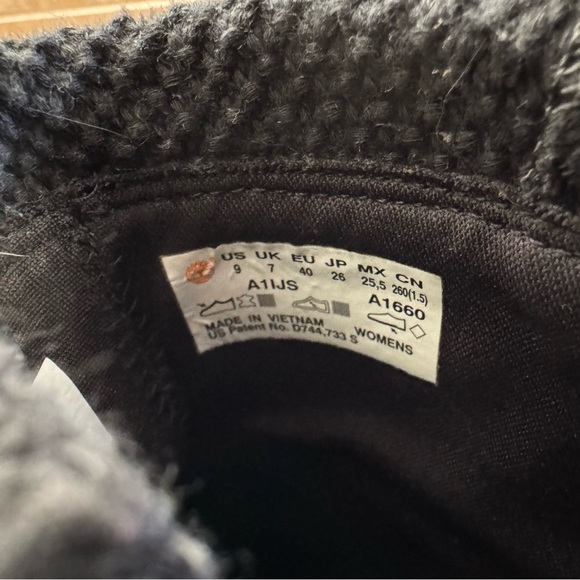 US UK EU JP MX CN
9 7 40 26 25,5 260(1.5)
A1IJS A1660
MADE IN VIETNAM
US Patent No. D744,733 S WOMENS